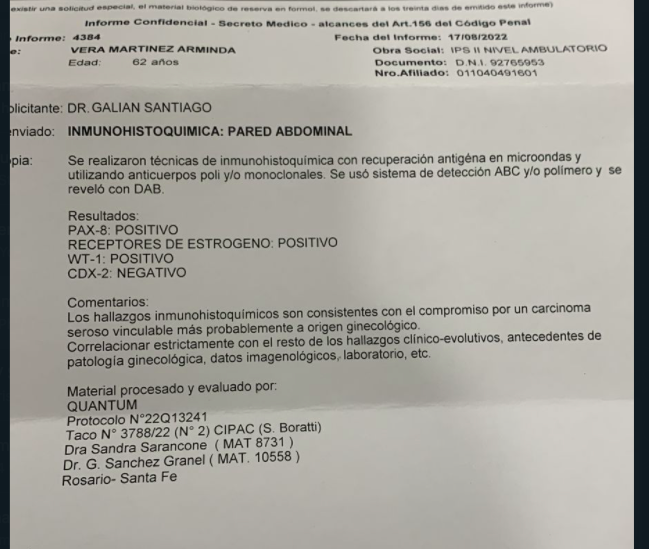 existir una solicitud especial, el material biológico de reserva en formol, se descartará a los treinta días de emitido este informe)
Informe Confidencial - Secreto Medico - alcances del Art.156 del Código Penal
Informe: 4384 Fecha del Informe: 17/08/2022
e: VERA MARTINEZ ARMINDA Obra Social: IPS II NIVEL AMBULATORIO
Edad: 62 años Documento: D.N.I. 92765953
Nro.Afiliado: 011040491601
olicitante: DR. GALIAN SANTIAGO
enviado: INMUNOHISTOQUIMICA: PARED ABDOMINAL
pia: Se realizaron técnicas de inmunohistoquímica con recuperación antigéna en microondas y
utilizando anticuerpos poli y/o monoclonales. Se usó sistema de detección ABC y/o polímero y se
reveló con DAB.
Resultados:
PAX-8: POSITIVO
RECEPTORES DE ESTROGENO: POSITIVO
WT-1: POSITIVO
CDX-2: NEGATIVO
Comentarios:
Los hallazgos inmunohistoquímicos son consistentes con el compromiso por un carcinoma
seroso vinculable más probablemente a origen ginecológico.
Correlacionar estrictamente con el resto de los hallazgos clínico-evolutivos, antecedentes de
patología ginecológica, datos imagenológicos, laboratorio, etc.
Material procesado y evaluado por:
QUANTUM
Protocolo N°22Q13241
Taco N° 3788/22 (N° 2) CIPAC (S. Boratti)
Dra Sandra Sarancone ( MAT 8731 )
Dr. G. Sanchez Granel ( MAT. 10558 )
Rosario- Santa Fe